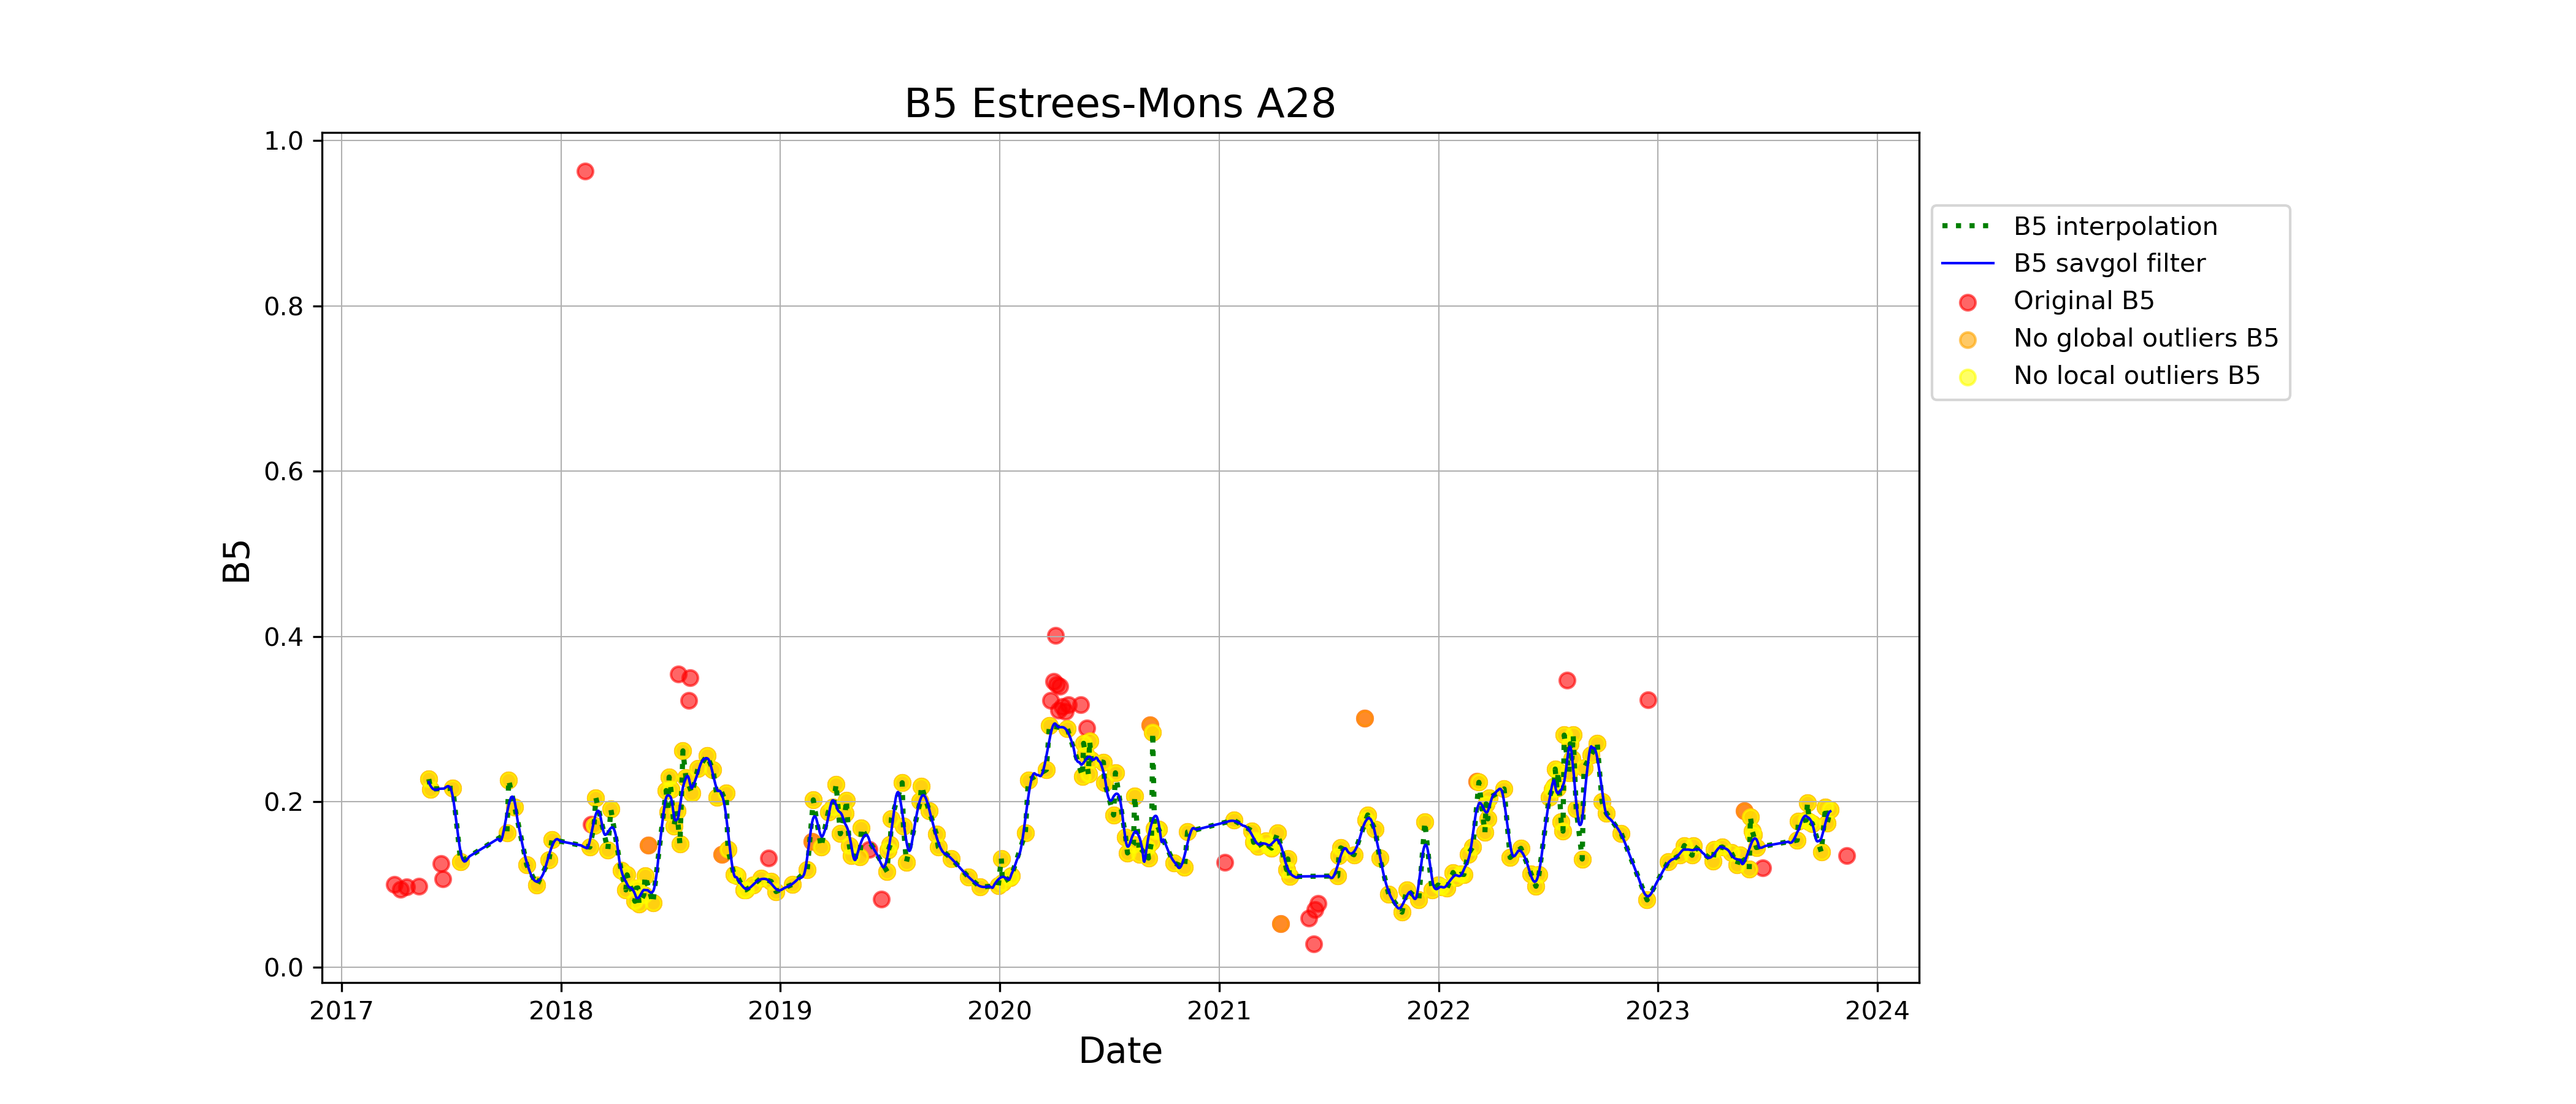 B5 Estrees-Mons A28
1.0
0.8
0.6
0.4
0.2
0.0
B5
2017 2018 2019 2020 2021 2022 2023 2024
Date
B5 interpolation
B5 savgol filter
Original B5
No global outliers B5
No local outliers B5